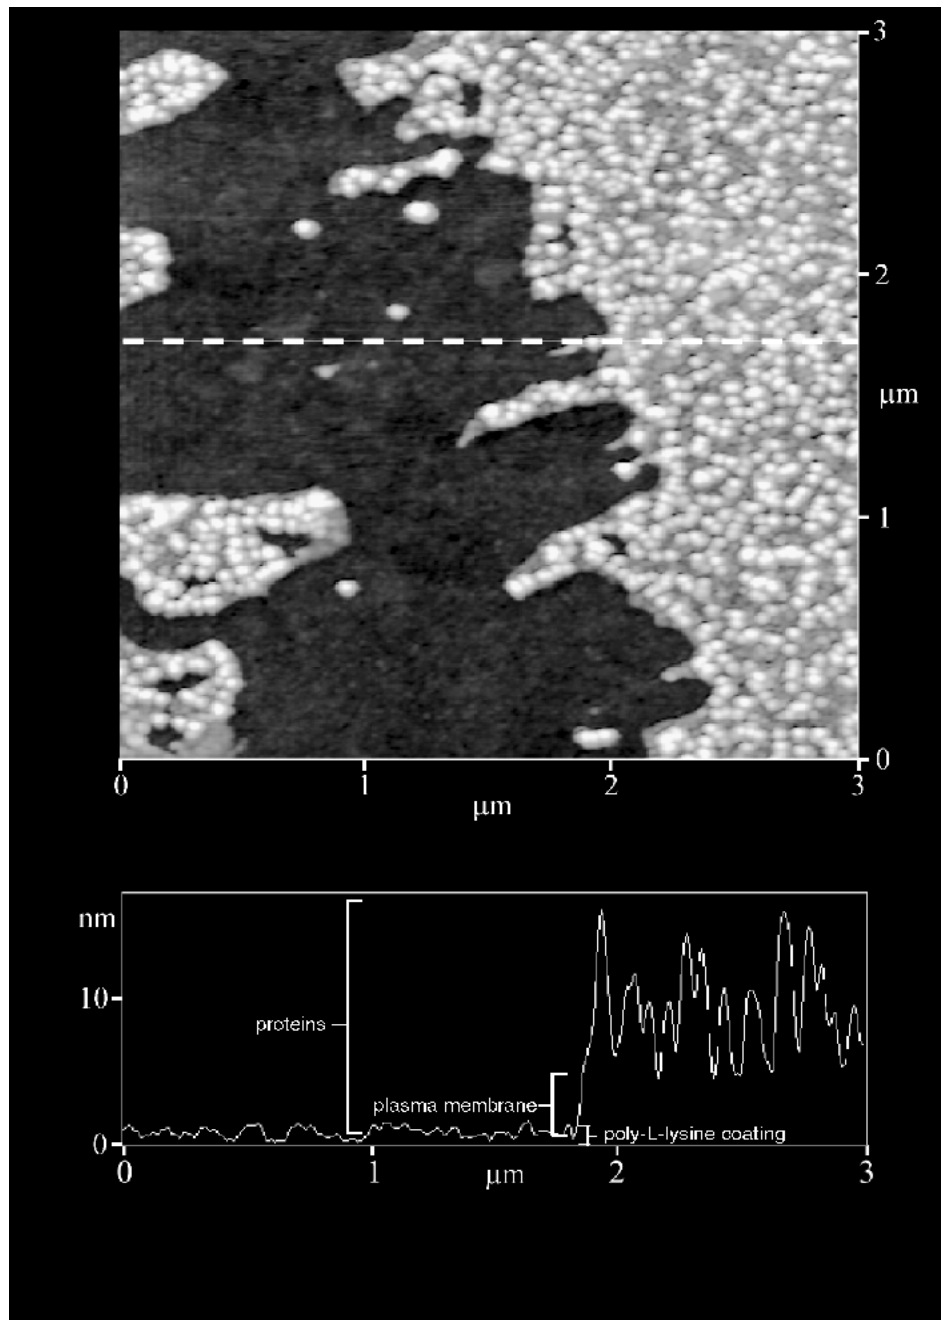 3
2
μm
1
0
0 1 2 3
μm
nm
10
proteins
plasma membrane
poly-L-lysine coating
0
0 1 μm 2 3